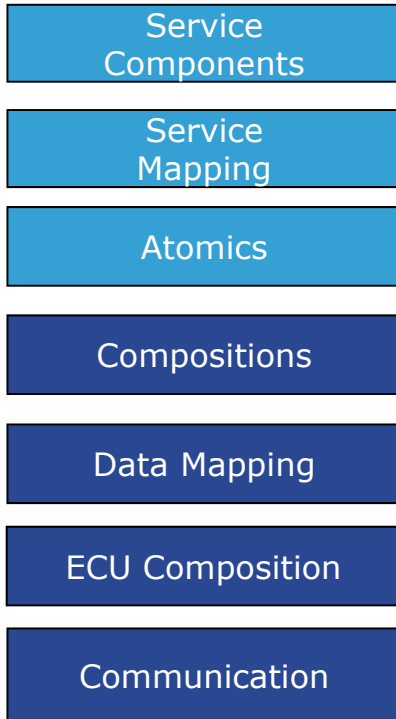 Service
Components
Service
Mapping
Atomics
Compositions
Data Mapping
ECU Composition
Communication